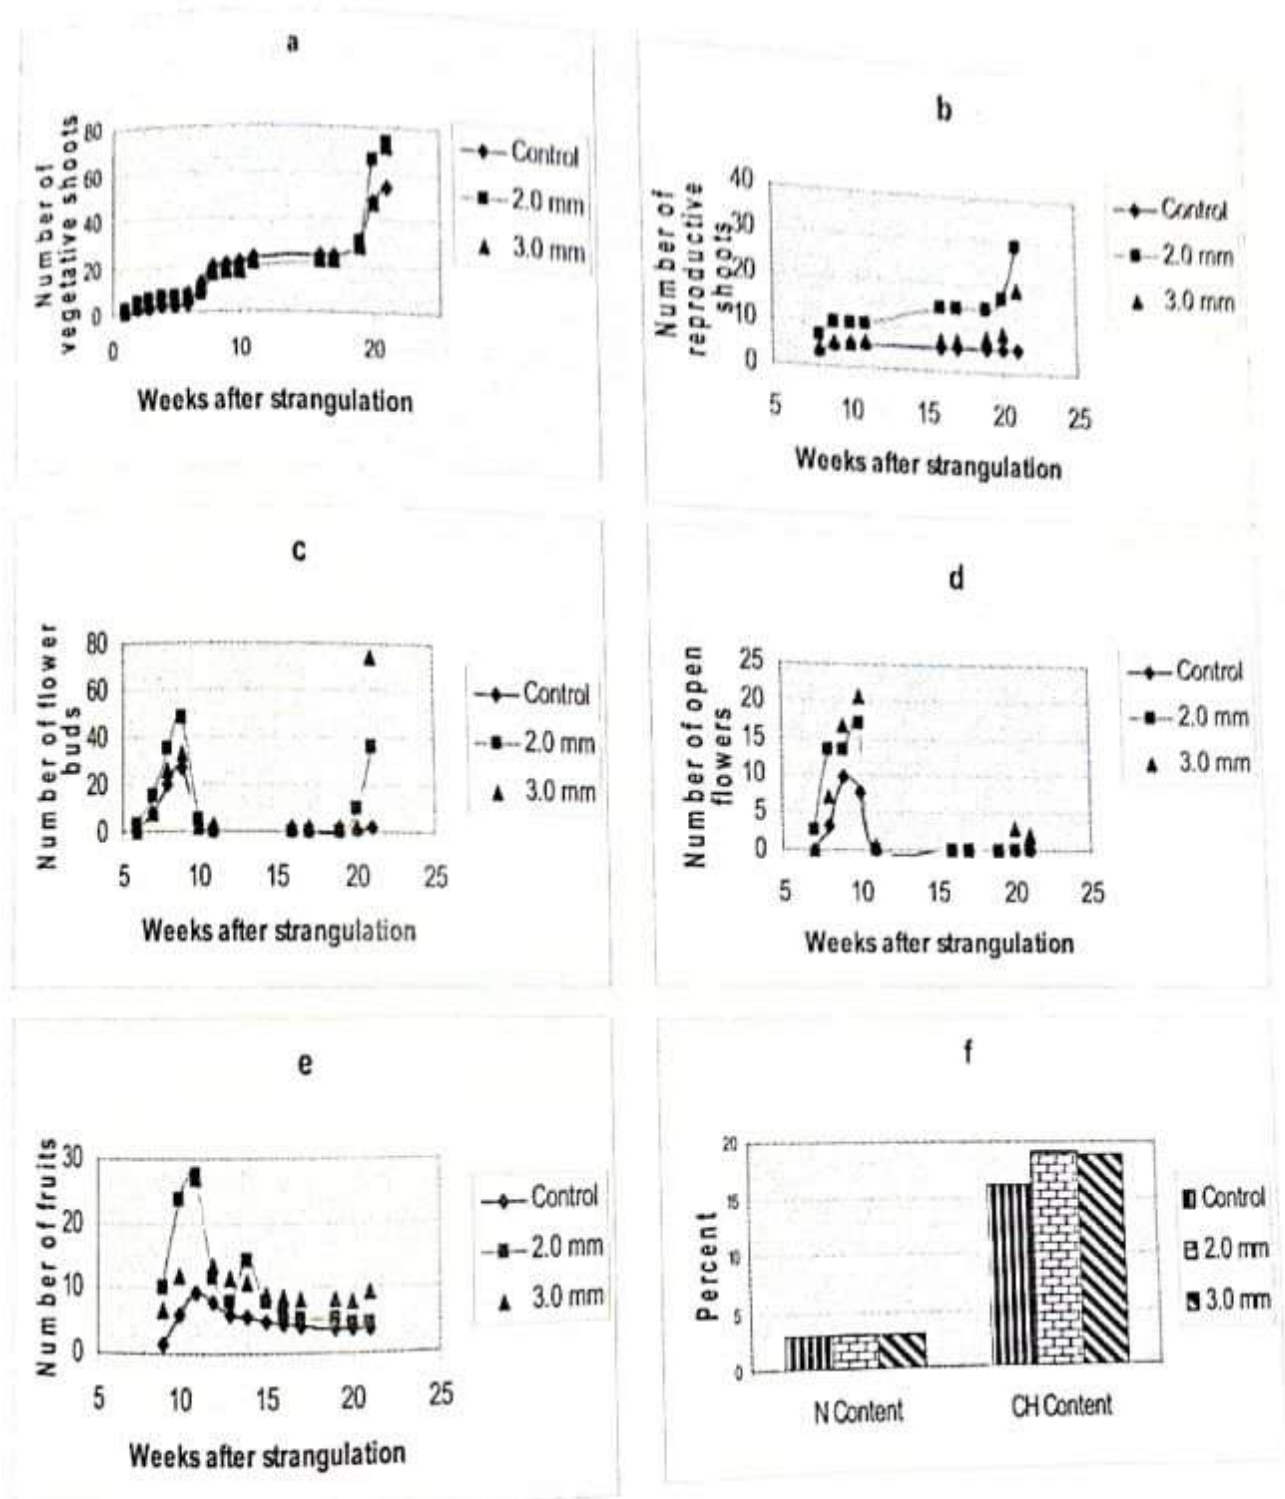 a
Number of
vegetative shoots
80
60
40
20
0
0
10
20
Weeks after strangulation
Control
2.0 mm
3.0 mm
b
Number of
reproductive
shoots
40
30
20
10
0
5
10
15
20
25
Weeks after strangulation
Control
2.0 mm
3.0 mm
c
Number of flower
buds
80
60
40
20
0
5
10
15
20
25
Weeks after strangulation
Control
2.0 mm
3.0 mm
d
Number of open
flowers
25
20
15
10
5
0
5
10
15
20
25
Weeks after strangulation
Control
2.0 mm
3.0 mm
e
Number of fruits
30
20
10
0
5
10
15
20
25
Weeks after strangulation
Control
2.0 mm
3.0 mm
f
Percent
20
15
10
5
0
N Content
CH Content
Control
2.0 mm
3.0 mm